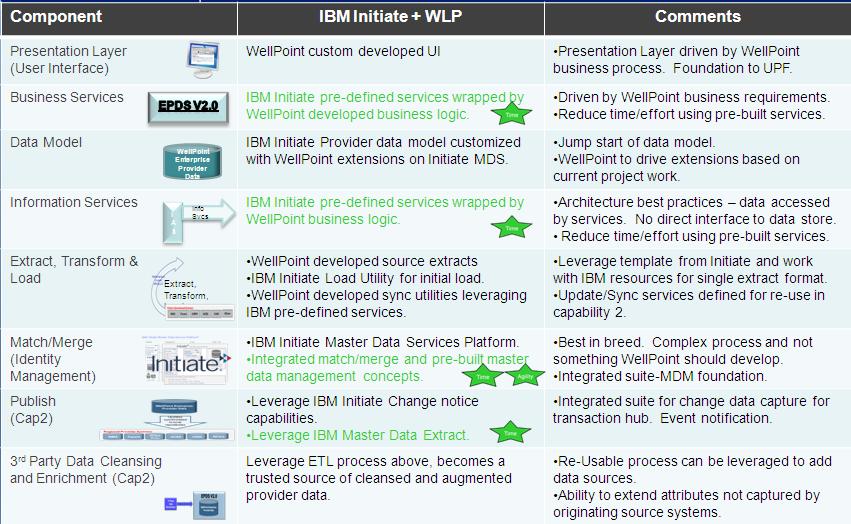 Component
IBM Initiate + WLP
Comments
Presentation Layer
(User Interface)
WellPoint custom developed UI
•Presentation Layer driven by WellPoint
business process.  Foundation to UPF.
Business Services
EPDS V2.0
IBM Initiate pre-defined services wrapped by
WellPoint developed business logic.
Time
•Driven by WellPoint business requirements.
•Reduce time/effort using pre-built services.
Data Model
WellPoint
Enterprise
Provider
Data
IBM Initiate Provider data model customized
with WellPoint extensions on Initiate MDS.
•Jump start of data model.
•WellPoint to drive extensions based on
current project work.
Information Services
Info
Svcs
IBM Initiate pre-defined services wrapped by
WellPoint business logic.
Time
•Architecture best practices – data accessed
by services.  No direct interface to data store.
• Reduce time/effort using pre-built services.
Extract, Transform &
Load
Extract,
Transform,
•WellPoint developed source extracts
•IBM Initiate Load Utility for initial load.
•WellPoint developed sync utilities leveraging
IBM pre-defined services.
•Leverage template from Initiate and work
with IBM resources for single extract format.
•Update/Sync services defined for re-use in
capability 2.
Match/Merge
(Identity
Management)
Initiate
•IBM Initiate Master Data Services Platform.
•Integrated match/merge and pre-built master
data management concepts.
Time
Agility
•Best in breed.  Complex process and not
something WellPoint should develop.
•Integrated suite-MDM foundation.
Publish
(Cap2)
•Leverage IBM Initiate Change notice
capabilities.
•Leverage IBM Master Data Extract.
Time
•Integrated suite for change data capture for
transaction hub.  Event notification.
3rd Party Data Cleansing
and Enrichment (Cap2)
EPDS V2.0
Leverage ETL process above, becomes a
trusted source of cleansed and augmented
provider data.
•Re-Usable process can be leveraged to add
data sources.
•Ability to extend attributes not captured by
originating source systems.